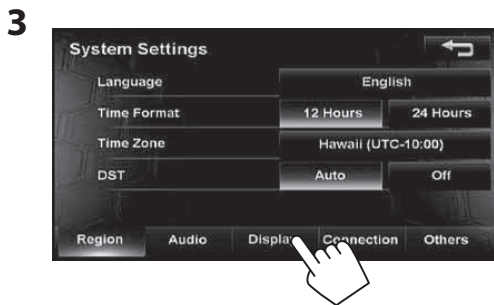 3
System Settings
Language English
Time Format 12 Hours 24 Hours
Time Zone Hawaii (UTC-10:00)
DST Auto Off
Region Audio Display Connection Others